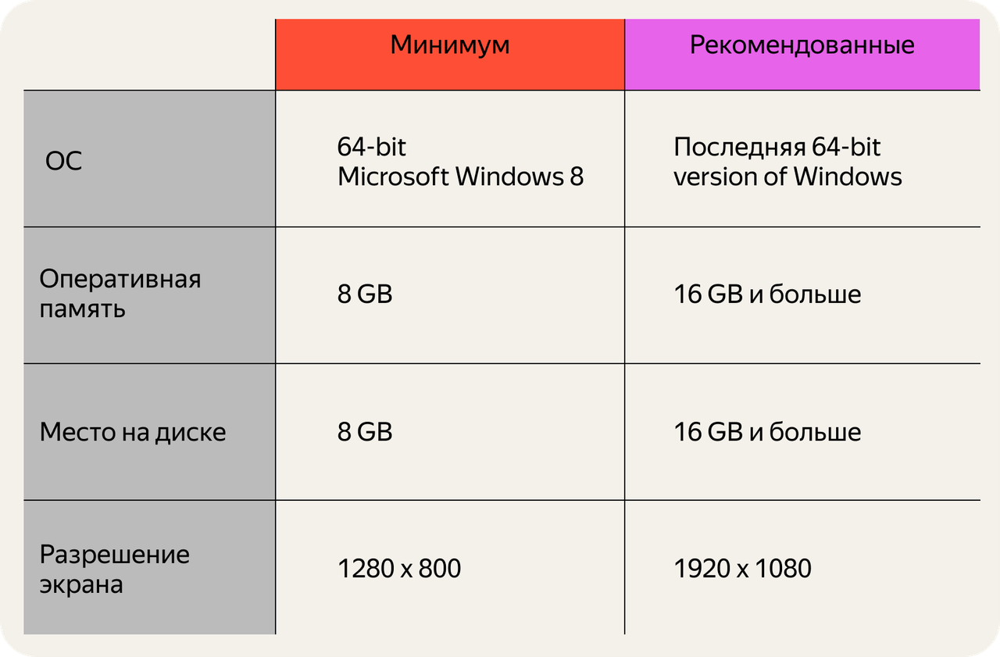 Минимум
Рекомендованные
ОС
64-bit
Microsoft Windows 8
Последняя 64-bit
version of Windows
Оперативная
память
8 GB
16 GB и больше
Место на диске
8 GB
16 GB и больше
Разрешение
экрана
1280 x 800
1920 x 1080